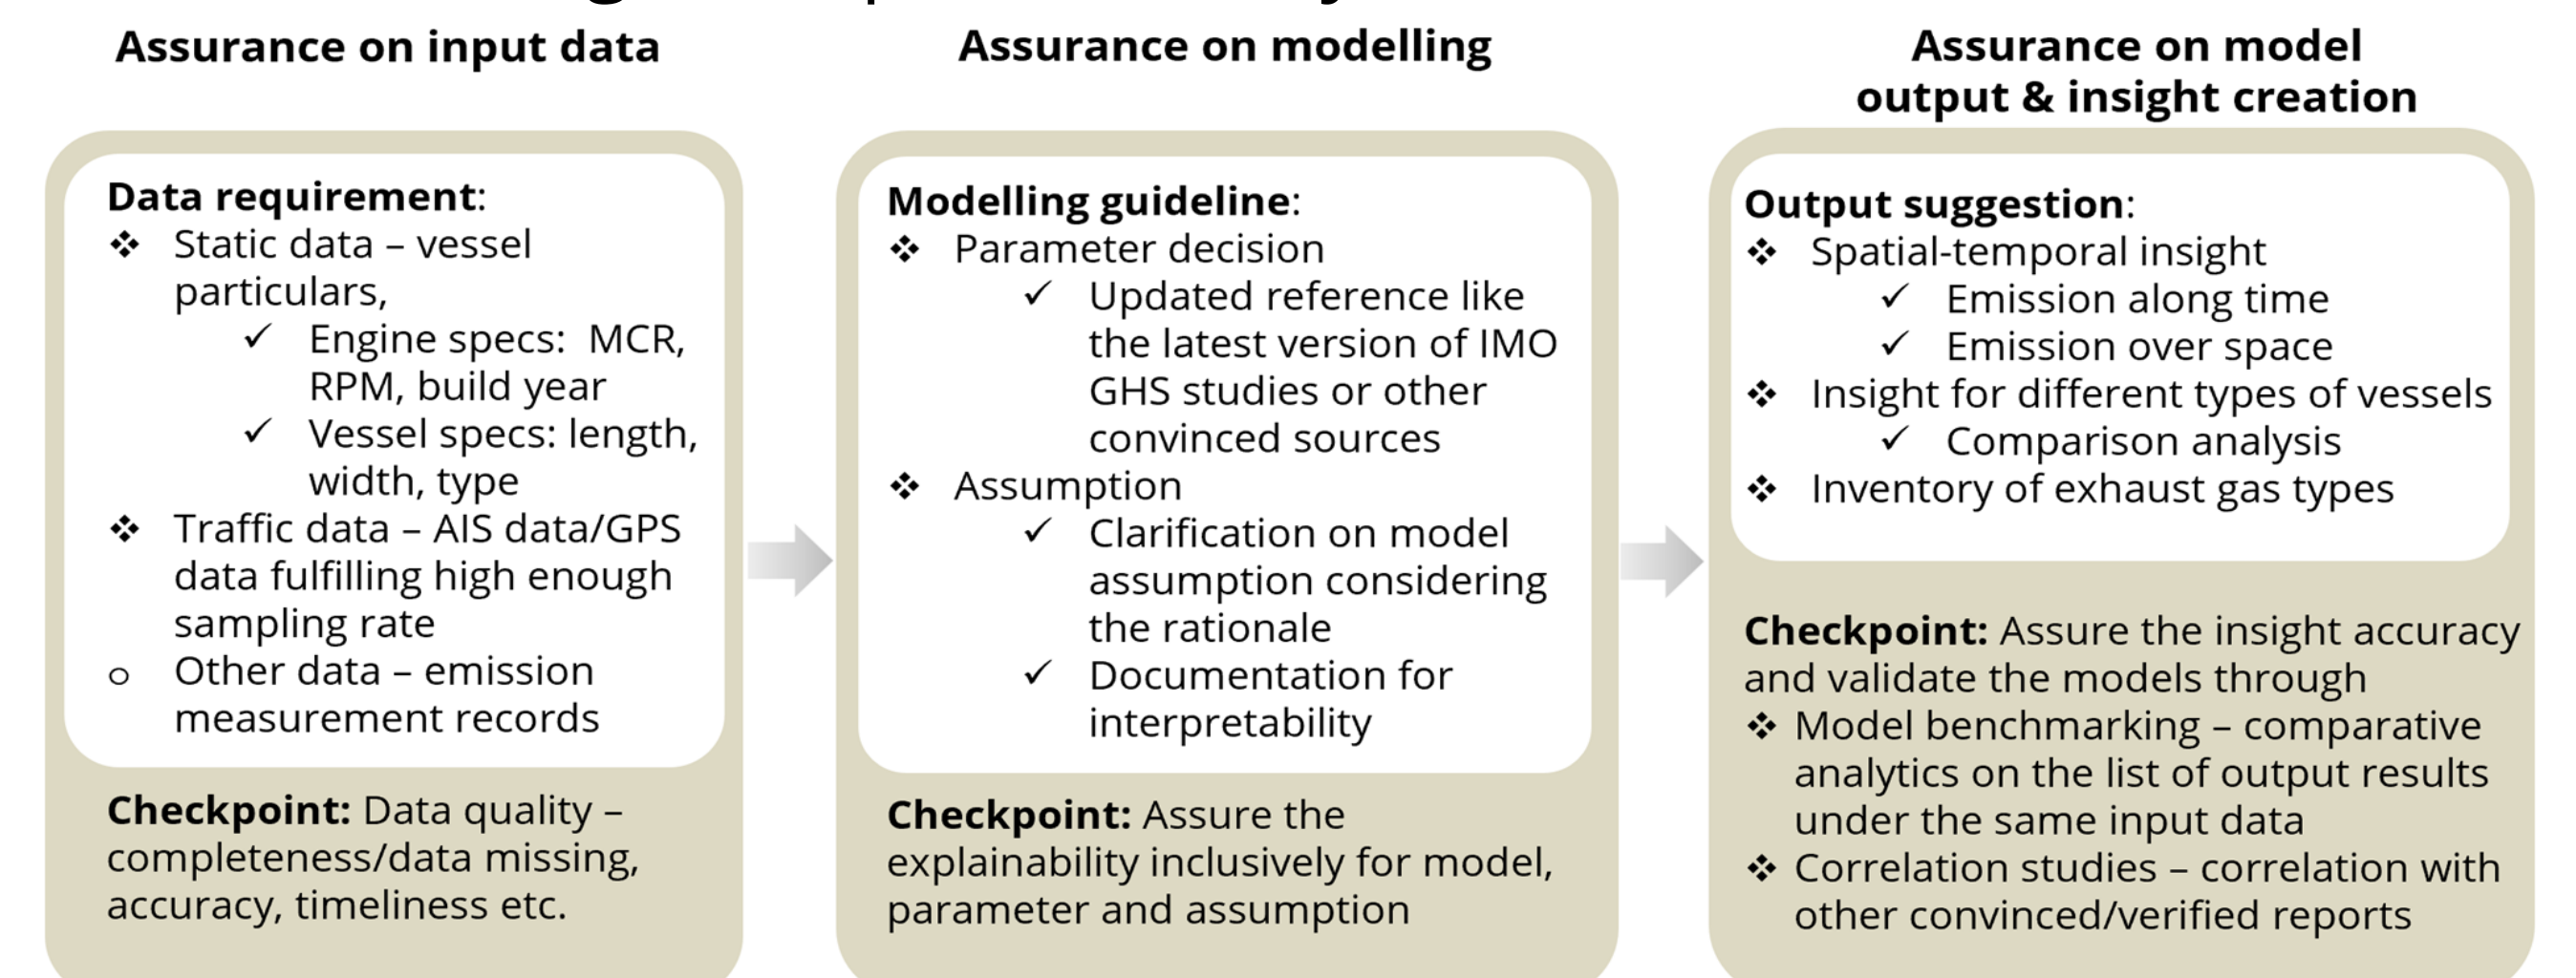 Assurance on input data
Data requirement:
❖ Static data – vessel
particulars,
✓ Engine specs:  MCR,
RPM, build year
✓ Vessel specs: length,
width, type
❖ Traffic data – AIS data/GPS
data fulfilling high enough
sampling rate
o Other data – emission
measurement records
Checkpoint: Data quality –
completeness/data missing,
accuracy, timeliness etc.
Assurance on modelling
Modelling guideline:
❖ Parameter decision
✓ Updated reference like
the latest version of IMO
GHS studies or other
convinced sources
❖ Assumption
✓ Clarification on model
assumption considering
the rationale
✓ Documentation for
interpretability
Checkpoint: Assure the
explainability inclusively for model,
parameter and assumption
Assurance on model
output & insight creation
Output suggestion:
❖ Spatial-temporal insight
✓ Emission along time
✓ Emission over space
❖ Insight for different types of vessels
✓ Comparison analysis
❖ Inventory of exhaust gas types
Checkpoint: Assure the insight accuracy
and validate the models through
❖ Model benchmarking – comparative
analytics on the list of output results
under the same input data
❖ Correlation studies – correlation with
other convinced/verified reports